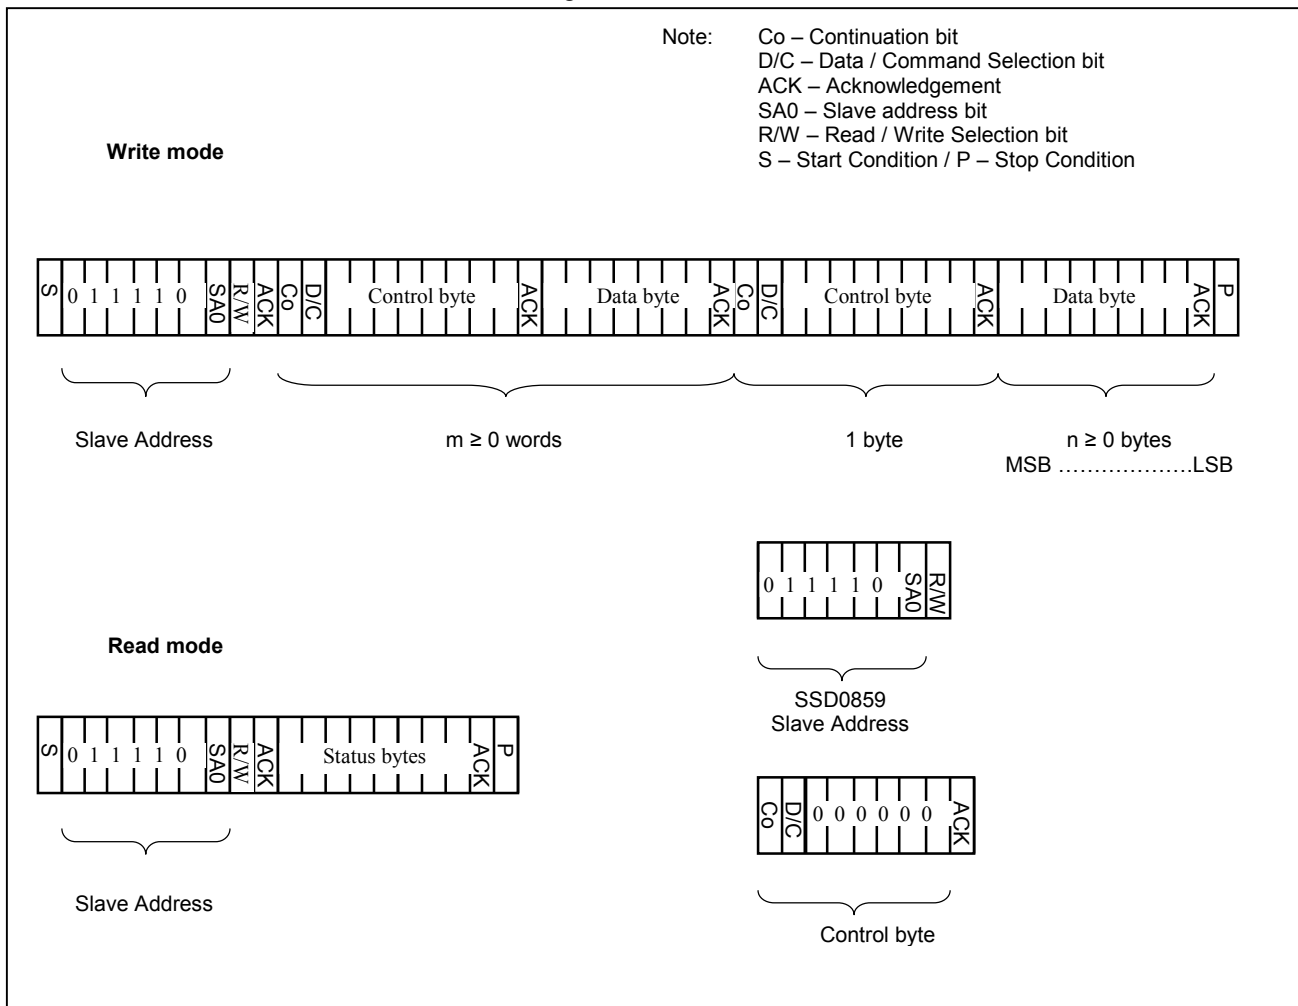 Note: Co – Continuation bit
D/C – Data / Command Selection bit
ACK – Acknowledgement
SA0 – Slave address bit
R/W – Read / Write Selection bit
S – Start Condition / P – Stop Condition
Write mode
S 0 1 1 1 1 0 SA0 R/W ACK Co D/C Control byte ACK Data byte ACK Co D/C Control byte ACK Data byte ACK P
Slave Address m ≥ 0 words 1 byte n ≥ 0 bytes
MSB ...................LSB
0 1 1 1 1 0 SA0 R/W
Read mode
SSD0859
Slave Address
S 0 1 1 1 1 0 SA0 R/W ACK Status bytes ACK P
Co D/C 0 0 0 0 0 0 ACK
Slave Address
Control byte